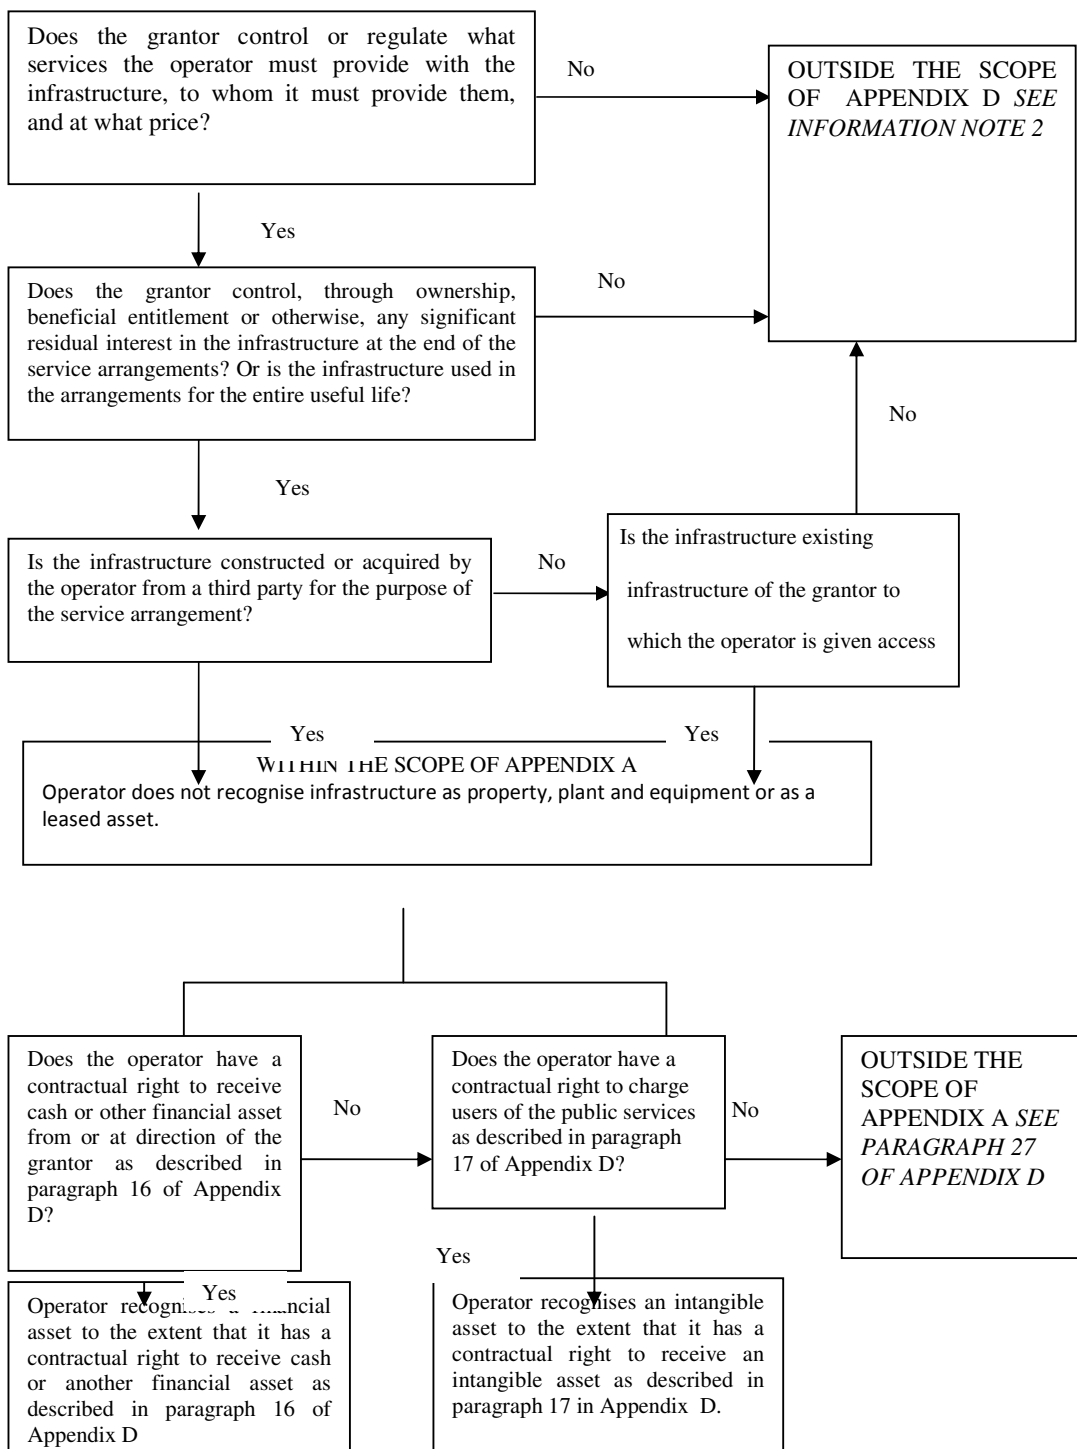 Does the grantor control or regulate what
services the operator must provide with the
infrastructure, to whom it must provide them,
and at what price?
No
OUTSIDE THE SCOPE
OF APPENDIX D SEE
INFORMATION NOTE 2
Yes
Does the grantor control, through ownership,
beneficial entitlement or otherwise, any significant
residual interest in the infrastructure at the end of the
service arrangements? Or is the infrastructure used in
the arrangements for the entire useful life?
No
No
Yes
Is the infrastructure constructed or acquired by
the operator from a third party for the purpose of
the service arrangement?
No
Is the infrastructure existing
infrastructure of the grantor to
which the operator is given access
Yes
Yes
WITHIN THE SCOPE OF APPENDIX A
Operator does not recognise infrastructure as property, plant and equipment or as a
leased asset.
Does the operator have a
contractual right to receive
cash or other financial asset
from or at direction of the
grantor as described in
paragraph 16 of Appendix
D?
No
Does the operator have a
contractual right to charge
users of the public services
as described in paragraph
17 of Appendix D?
No
OUTSIDE THE
SCOPE OF
APPENDIX A SEE
PARAGRAPH 27
OF APPENDIX D
Yes
Yes
Operator recognises a financial
asset to the extent that it has a
contractual right to receive cash
or another financial asset as
described in paragraph 16 of
Appendix D
Operator recognises an intangible
asset to the extent that it has a
contractual right to receive an
intangible asset as described in
paragraph 17 in Appendix D.